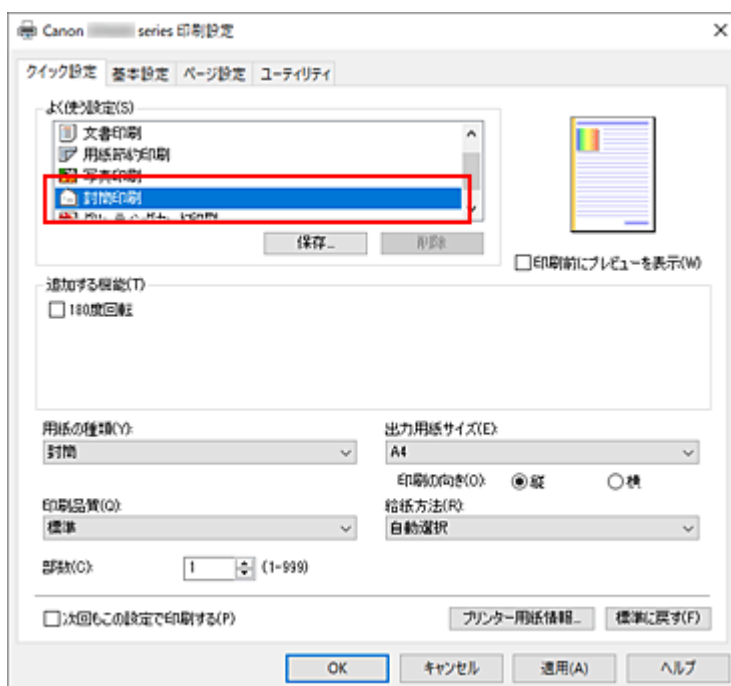 Canon series 印刷設定
クイック設定 基本設定 ページ設定 ユーティリティ
よく使う設定(S)
文書印刷
用紙節約印刷
写真印刷
封筒印刷
保存...
削除
印刷前にプレビューを表示(W)
追加する機能(T)
180度回転
用紙の種類(Y):
封筒
出力用紙サイズ(E):
A4
印刷の向き(O): 縦 横
印刷品質(Q):
標準
給紙方法(R):
自動選択
部数(C): 1 (1-999)
次回もこの設定で印刷する(P)
プリンター用紙情報... 標準に戻す(F)
OK キャンセル 適用(A) ヘルプ